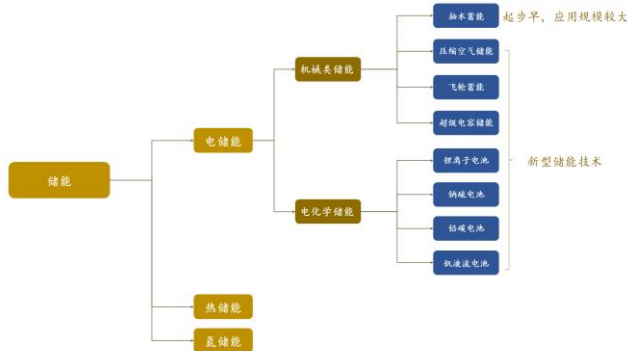 抽水蓄能
起步早，应用规模较大
压缩空气储能
机械类储能
飞轮蓄能
超级电容储能
电储能
锂离子电池
新型储能技术
储能
钠硫电池
电化学储能
铅碳电池
钒液流电池
热储能
氢储能